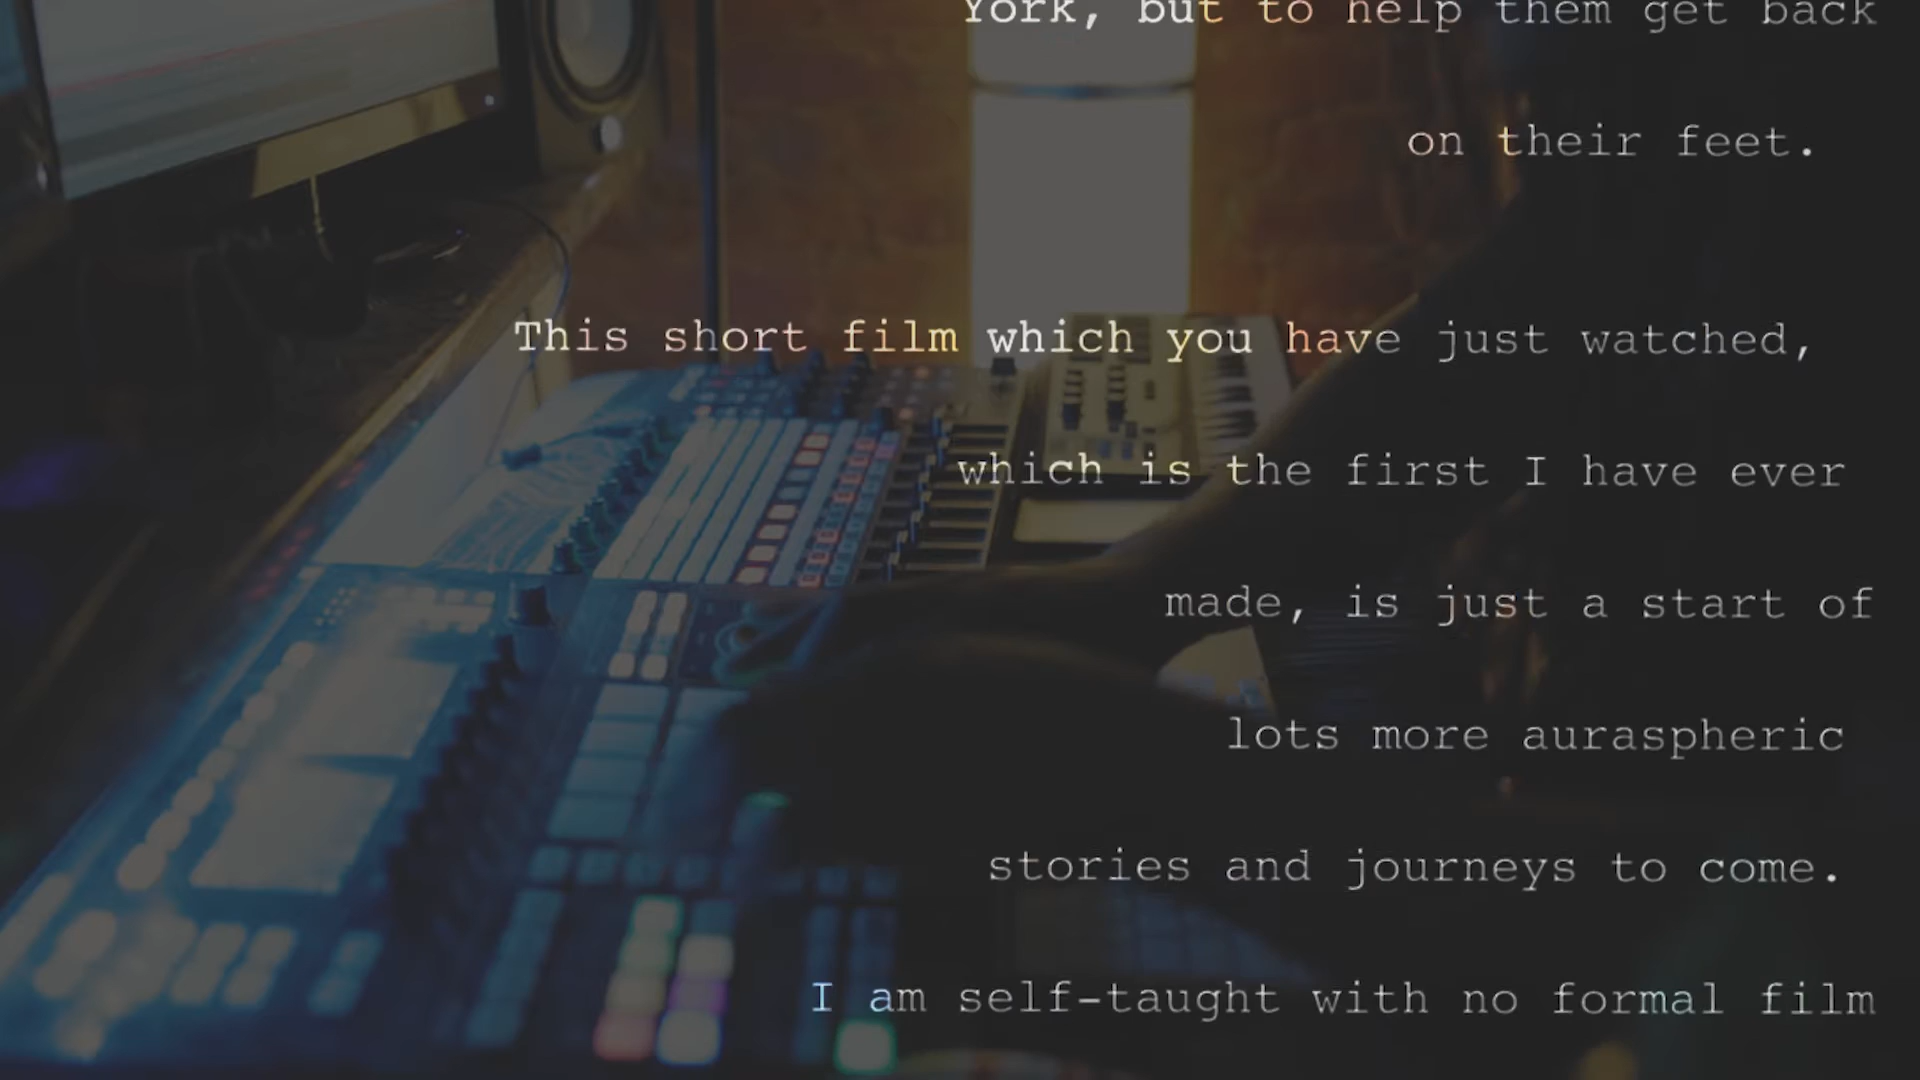 York, but to help them get back
on their feet.
This short film which you have just watched,
which is the first I have ever
made, is just a start of
lots more auraspheric
stories and journeys to come.
I am self-taught with no formal film